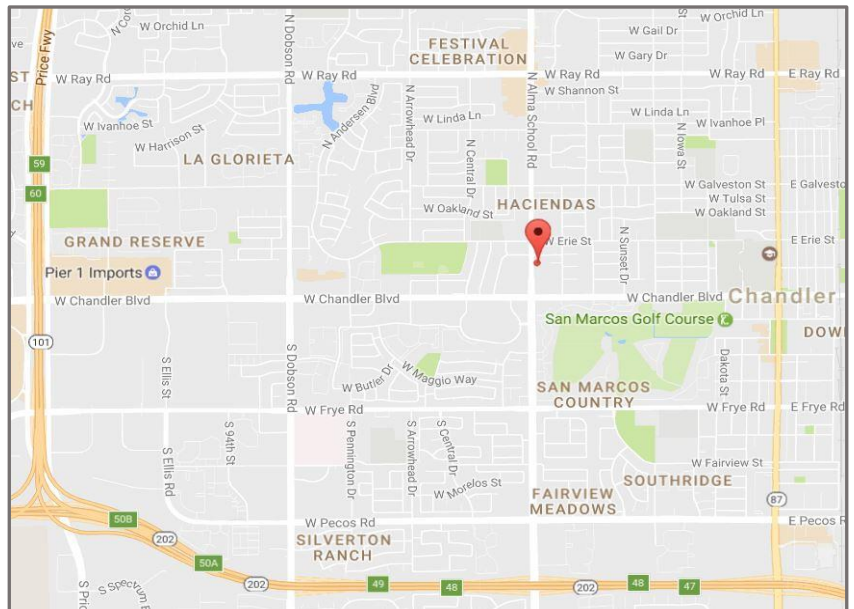 W Orchid Ln
N Cor
Price Fwy
N Dobson Rd
FESTIVAL
CELEBRATION
St
W Orchid Ln
W Gail Dr
W Gary Dr
ve
ST
CH
W Ray Rd
W Ray Rd
W Ray Rd
W Ray Rd
E Ray Rd
W Shannon St
N Andersen Blvd
N Arrowhead Dr
N Alma School Rd
W Linda Ln
W Linda Ln
W Ivanhoe St
W Ivanhoe Pl
W Harrison St
N Central Dr
N Iowa St
59
LA GLORIETA
60
W Galveston St
E Galvesto
W Tulsa St
HACIENDAS
W Oakland St
W Oakland St
GRAND RESERVE
W Erie St
N Sunset Dr
E Erie St
Pier 1 Imports
W Chandler Blvd
W Chandler Blvd
W Chandler Blvd
Chandler
San Marcos Golf Course
DOW
101
S Dobson Rd
S Ellis St
W Butler Dr
W Maggio Way
SAN MARCOS
COUNTRY
Dakota St
W Frye Rd
W Frye Rd
E Frye Rd
S 94th St
S Ellis Rd
S Pennington Dr
S Arrowhead Dr
S Central Dr
W Fairview St
SOUTHRIDGE
W Morelos St
FAIRVIEW
MEADOWS
87
50B
W Pecos Rd
E Pecos R
202
SILVERTON
RANCH
50A
202
49
48
202
48
47
S Pric
S Spectrum B